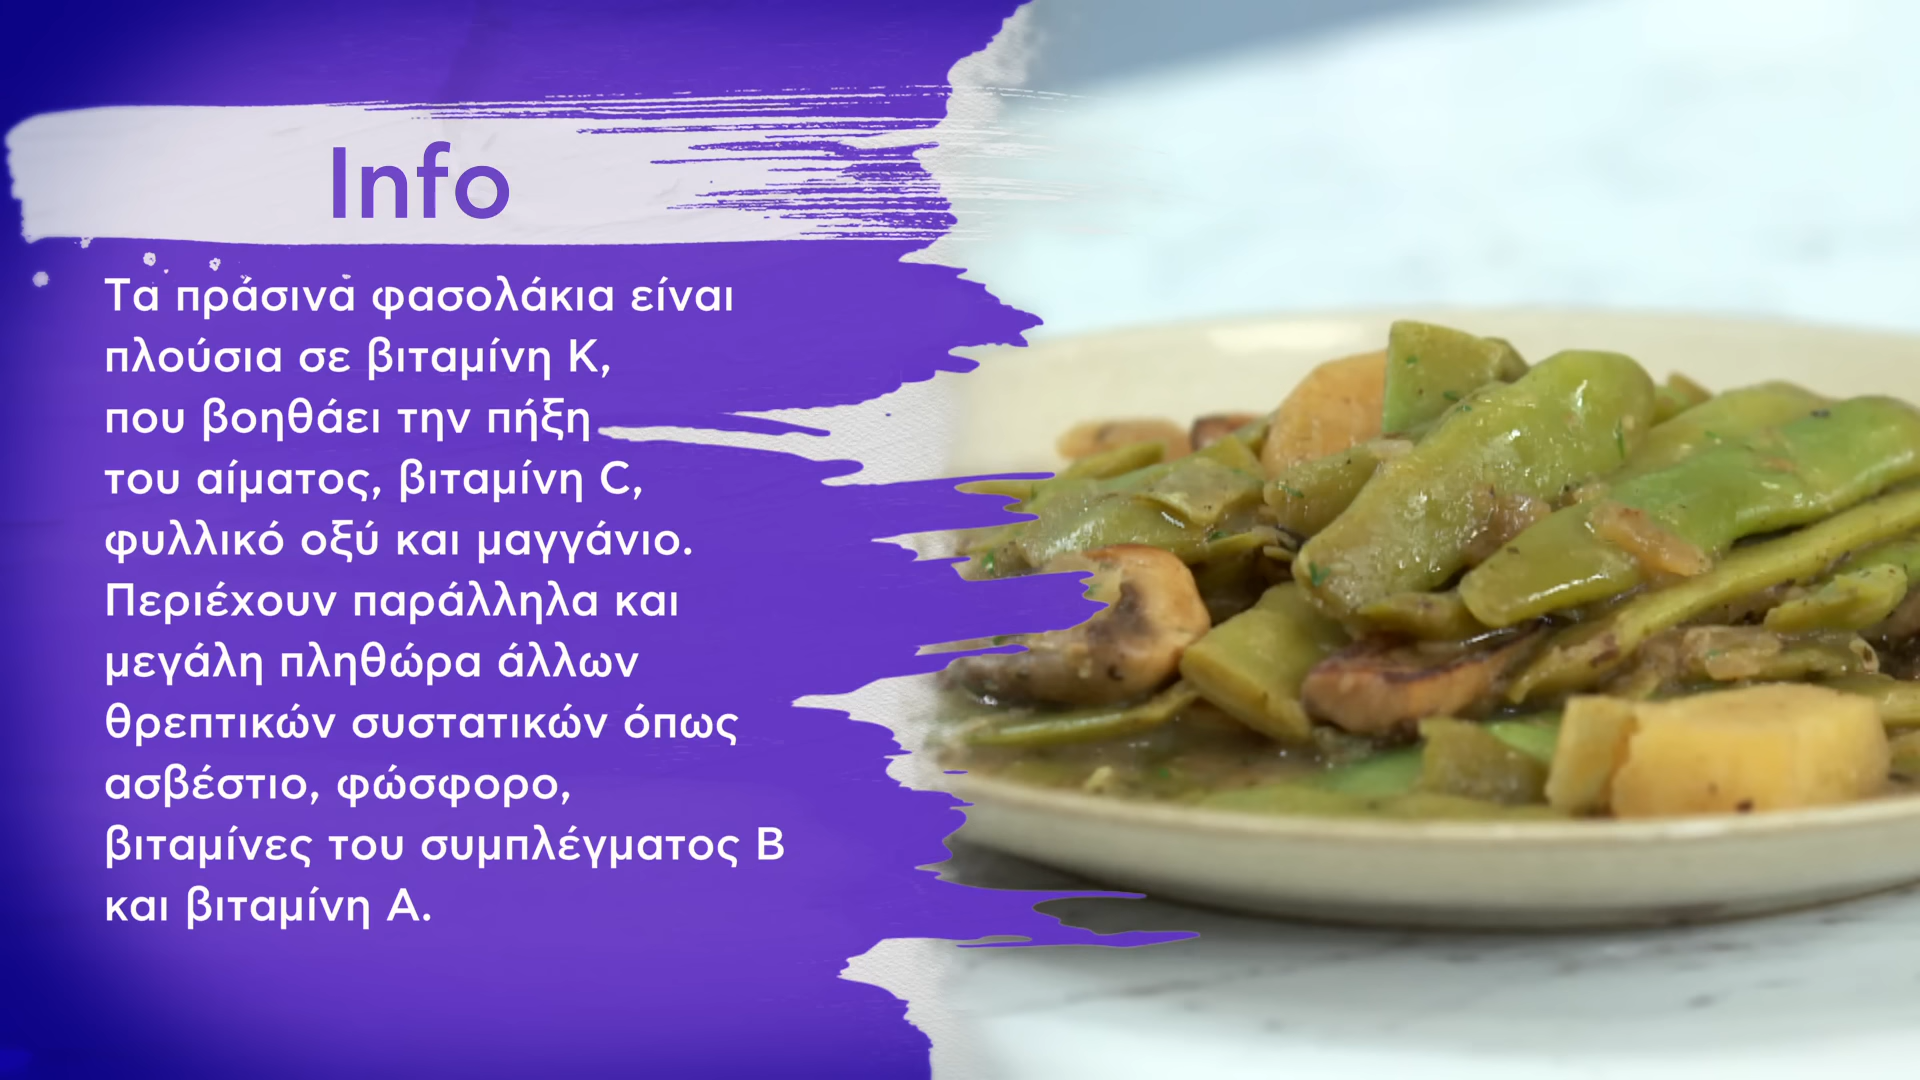 Info
Τα πράσινα φασολάκια είναι
πλούσια σε βιταμίνη Κ,
που βοηθάει την πήξη
του αίματος, βιταμίνη C,
φυλλικό οξύ και μαγγάνιο.
Περιέχουν παράλληλα και
μεγάλη πληθώρα άλλων
θρεπτικών συστατικών όπως
ασβέστιο, φώσφορο,
βιταμίνες του συμπλέγματος Β
και βιταμίνη Α.